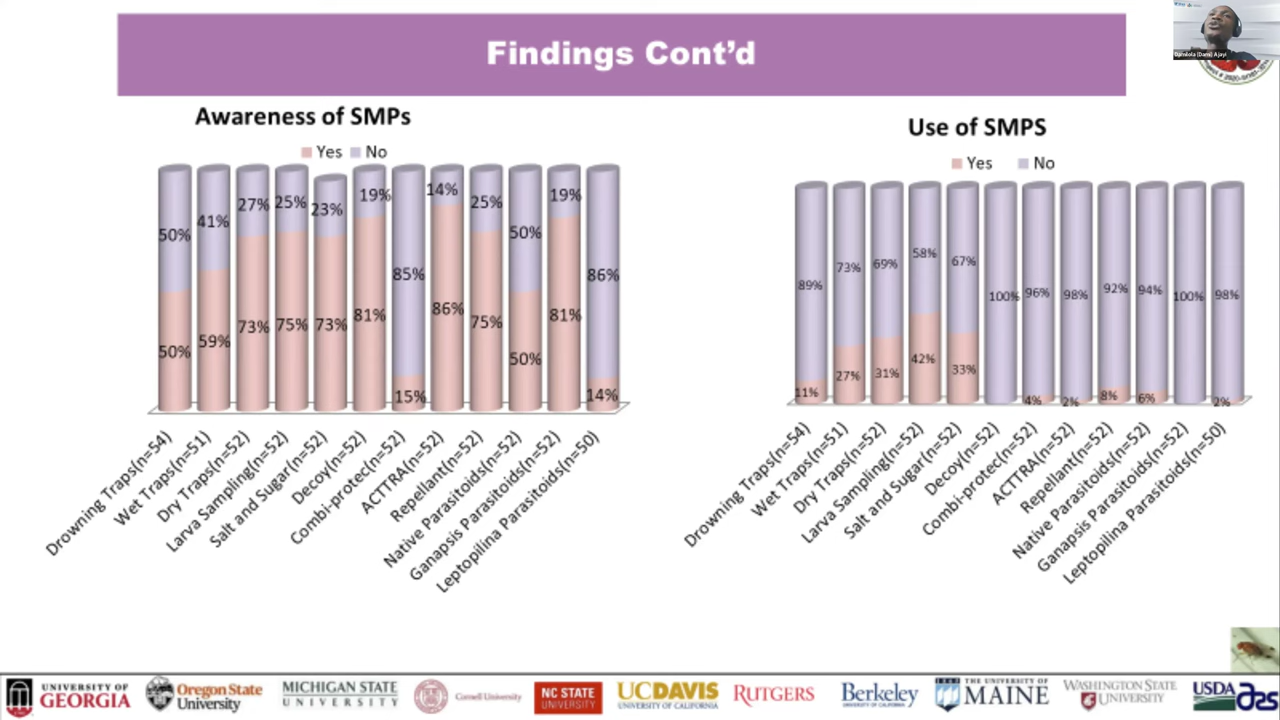 Findings Cont’d
Damilola (Dami) Ajayi
Awareness of SMPs
Yes No
50% 41% 27% 25% 23% 19% 85% 14% 25% 50% 19% 86%
50% 59% 73% 75% 73% 81% 15% 86% 75% 50% 81% 14%
Drowning Traps(n=54)
Wet Traps(n=51)
Dry Traps(n=52)
Larva Sampling(n=52)
Salt and Sugar(n=52)
Decoy(n=52)
Combi-protec(n=52)
ACTTRA(n=52)
Repellant(n=52)
Native Parasitoids(n=52)
Ganapsis Parasitoids(n=52)
Leptopilina Parasitoids(n=50)
Use of SMPS
Yes No
89% 73% 69% 58% 67% 100% 96% 98% 92% 94% 100% 98%
11% 27% 31% 42% 33% 4% 2% 8% 6% 2%
Drowning Traps(n=54)
Wet Traps(n=51)
Dry Traps(n=52)
Larva Sampling(n=52)
Salt and Sugar(n=52)
Decoy(n=52)
Combi-protec(n=52)
ACTTRA(n=52)
Repellant(n=52)
Native Parasitoids(n=52)
Ganapsis Parasitoids(n=52)
Leptopilina Parasitoids(n=50)
UNIVERSITY OF
GEORGIA
Oregon State
University
MICHIGAN STATE
UNIVERSITY
Cornell University
NC STATE
UNIVERSITY
UCDAVIS
UNIVERSITY OF CALIFORNIA
RUTGERS
Berkeley
UNIVERSITY OF CALIFORNIA
THE UNIVERSITY OF
MAINE
WASHINGTON STATE
UNIVERSITY
USDA
ars